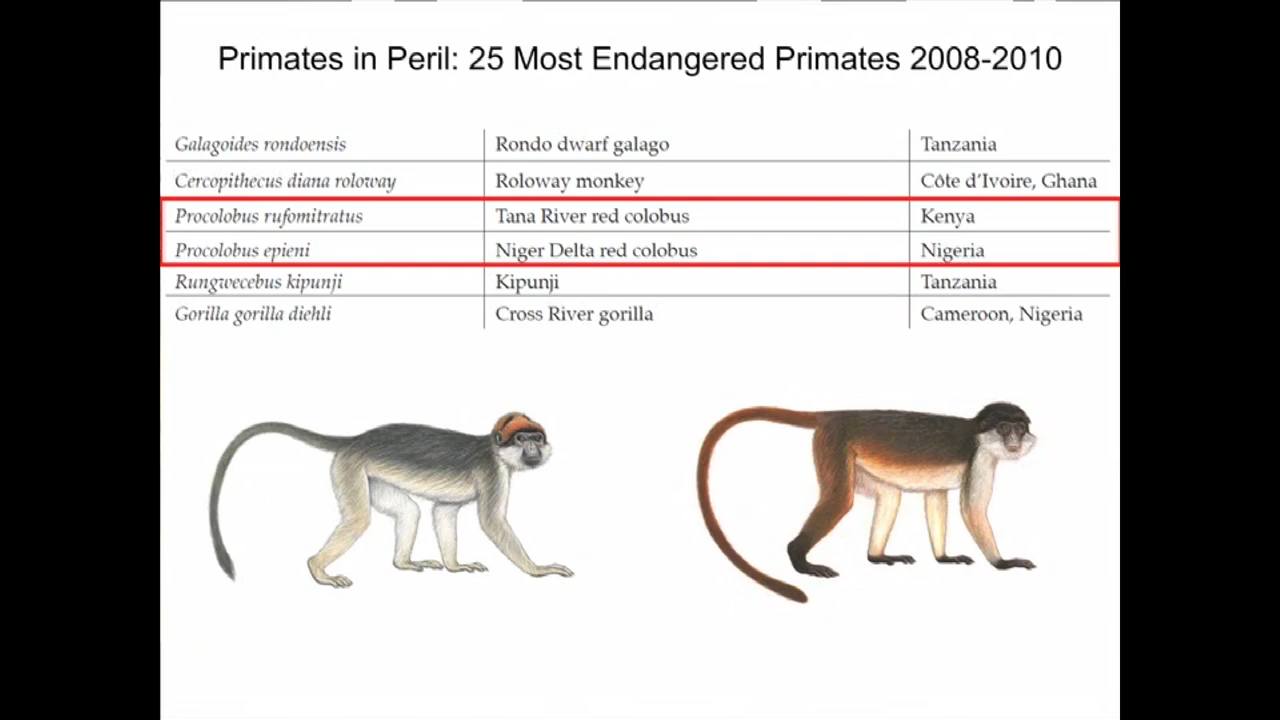 Primates in Peril: 25 Most Endangered Primates 2008-2010
Galagoides rondoensis Rondo dwarf galago Tanzania
Cercopithecus diana roloway Roloway monkey Côte d'Ivoire, Ghana
Procolobus rufomitratus Tana River red colobus Kenya
Procolobus epieni Niger Delta red colobus Nigeria
Rungwecebus kipunji Kipunji Tanzania
Gorilla gorilla diehli Cross River gorilla Cameroon, Nigeria